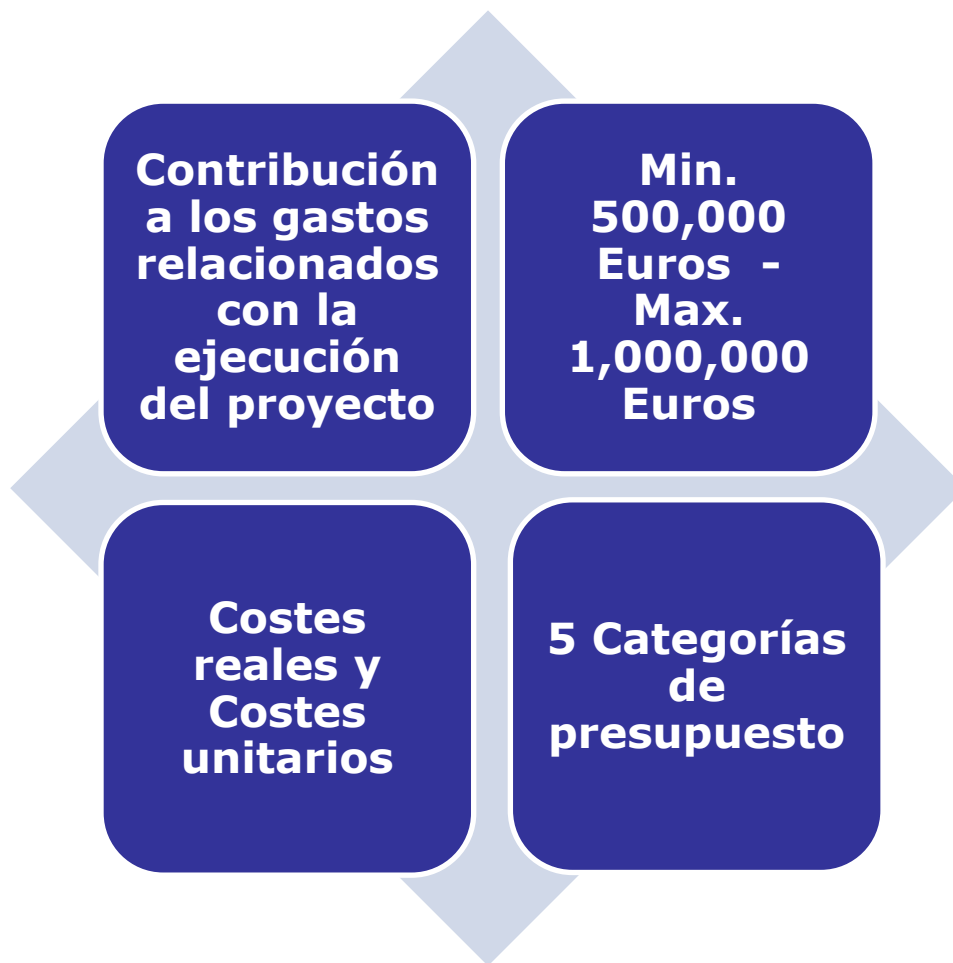 Contribución
a los gastos
relacionados
con la
ejecución
del proyecto
Min.
500,000
Euros -
Max.
1,000,000
Euros
Costes
reales y
Costes
unitarios
5 Categorías
de
presupuesto